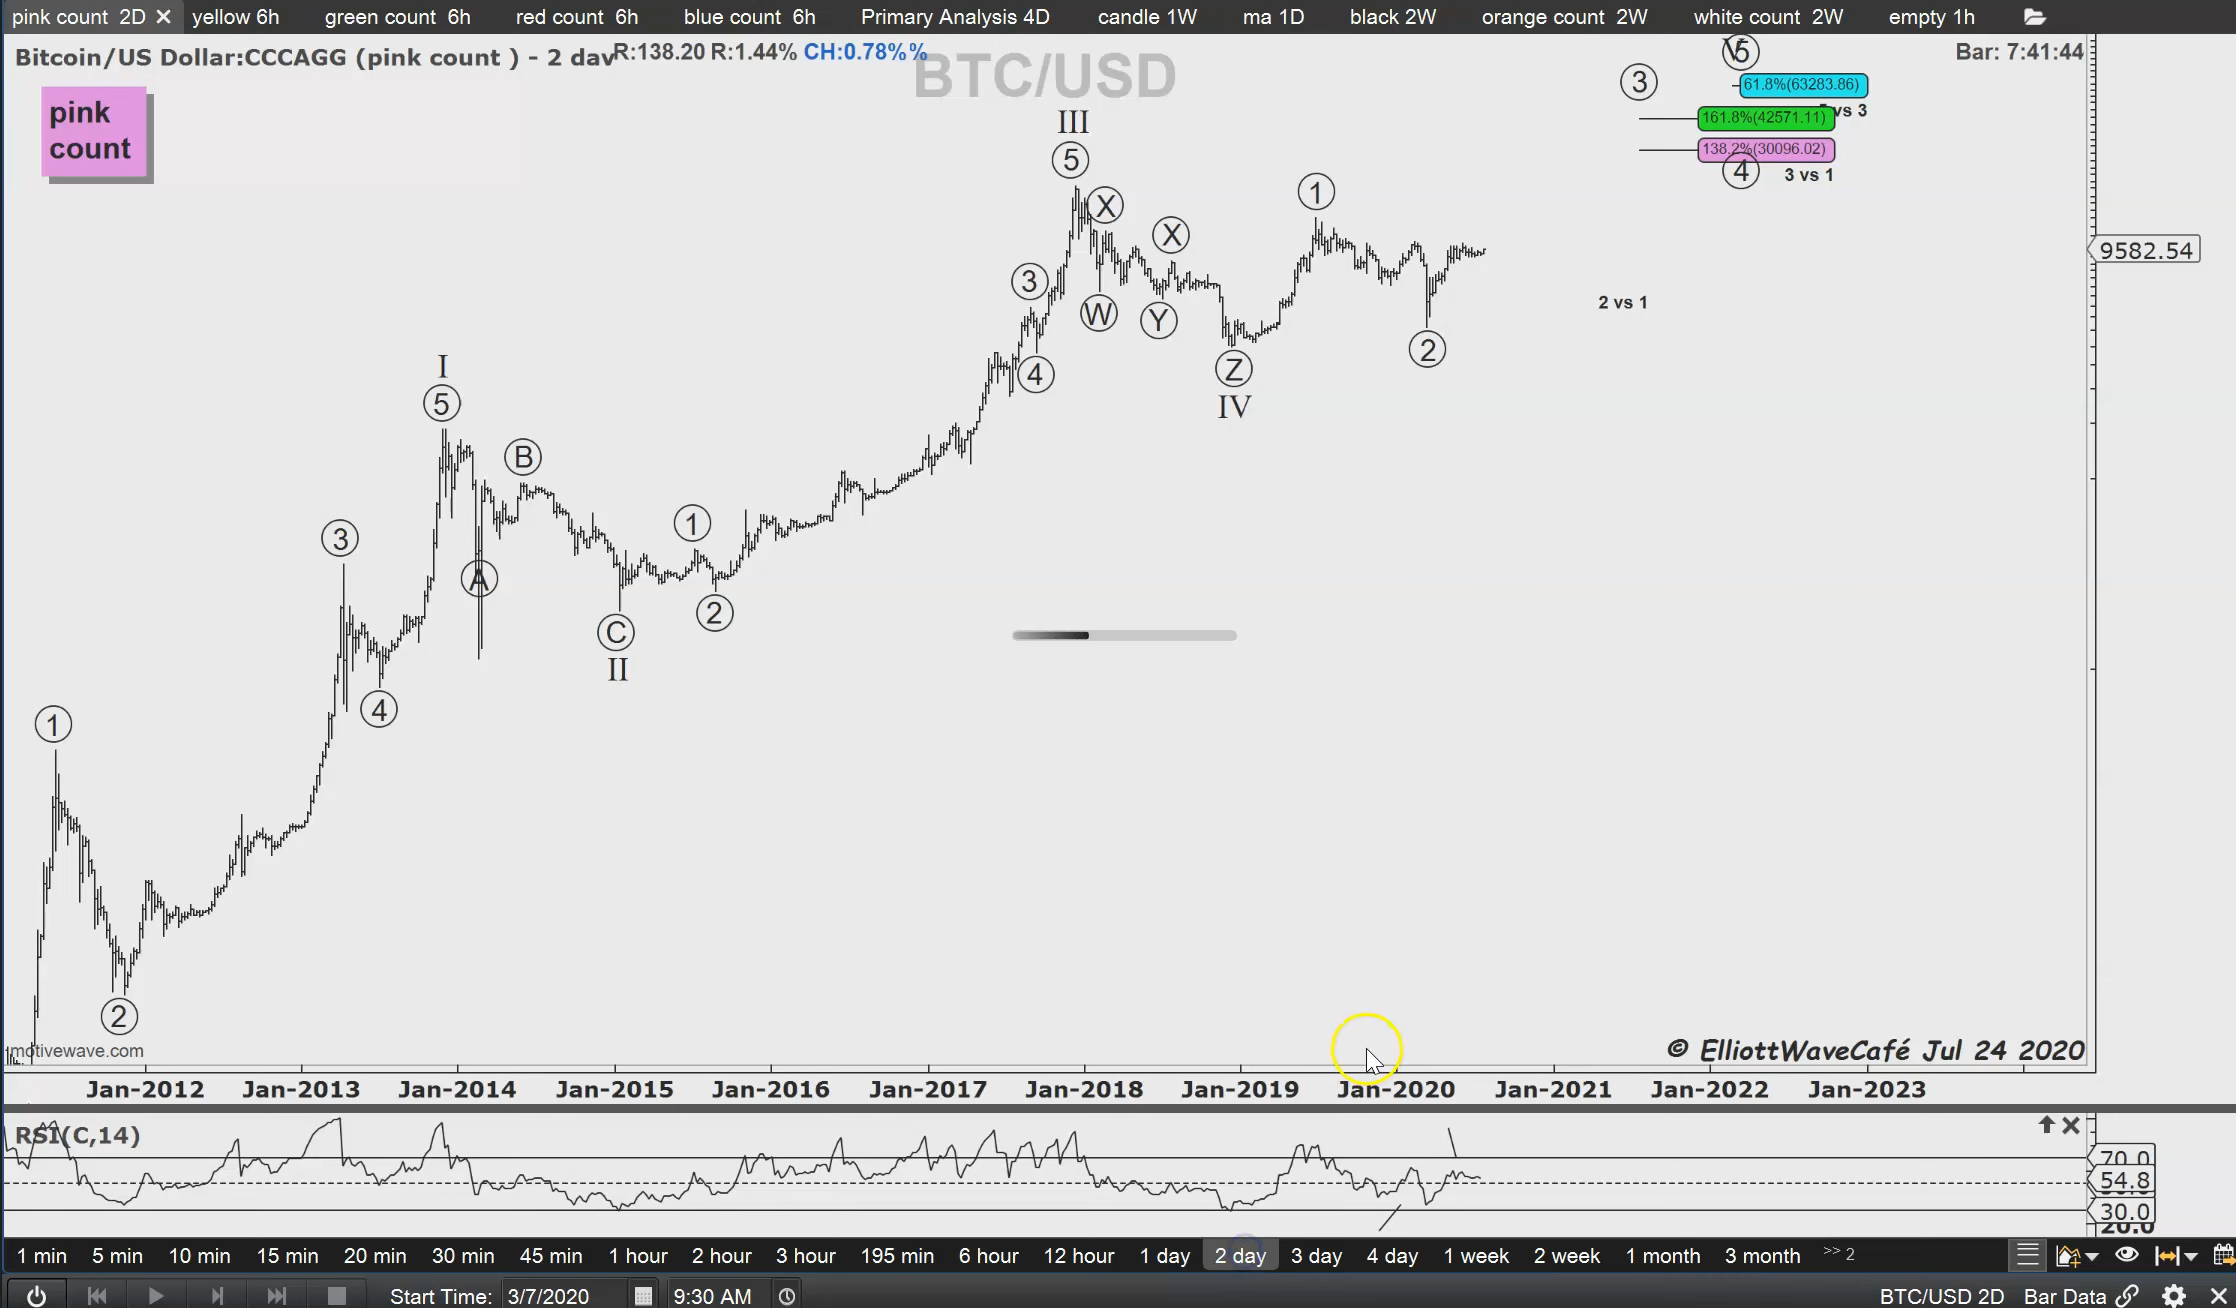 pink count 2D yellow 6h green count 6h red count 6h blue count 6h Primary Analysis 4D candle 1W ma 1D black 2W orange count 2W white count 2W empty 1h
Bitcoin/US Dollar:CCCAGG (pink count ) - 2 day R:138.20 R:1.44% CH:0.78%%
BTC/USD
Bar: 7:41:44
pink
count
V
5
3
61.8%(63283.86)
vs 3
161.8%(42571.11)
138.2%(30096.02)
4
3 vs 1
III
5
X
1
X
9582.54
3
W
Y
2 vs 1
2
I
4
Z
5
IV
B
1
3
A
2
C
II
4
1
2
motivewave.com
© ElliottWaveCafé Jul 24 2020
Jan-2012 Jan-2013 Jan-2014 Jan-2015 Jan-2016 Jan-2017 Jan-2018 Jan-2019 Jan-2020 Jan-2021 Jan-2022 Jan-2023
RSI(C,14)
70.0
54.8
30.0
20.0
1 min 5 min 10 min 15 min 20 min 30 min 45 min 1 hour 2 hour 3 hour 195 min 6 hour 12 hour 1 day 2 day 3 day 4 day 1 week 2 week 1 month 3 month >> 2
Start Time: 3/7/2020 9:30 AM BTC/USD 2D Bar Data